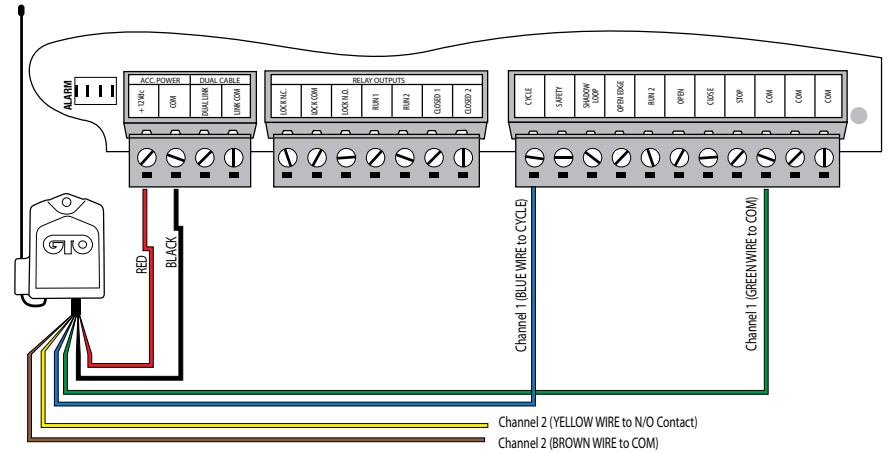 ALARM
ACC. POWER
DUAL CABLE
+ 12 Vdc
COM
DUAL LINK
LINK COM
RELAY OUTPUTS
LOCK N.C.
LOCK COM
LOCK N.O.
RUN 1
RUN 2
CLOSED 1
CLOSED 2
CYCLE
SAFETY
SHADOW
LOOP
OPEN EDGE
RUN 2
OPEN
CLOSE
STOP
COM
COM
COM
GTO
RED
BLACK
Channel 1 (BLUE WIRE to CYCLE)
Channel 1 (GREEN WIRE to COM)
Channel 2 (YELLOW WIRE to N/O Contact)
Channel 2 (BROWN WIRE to COM)